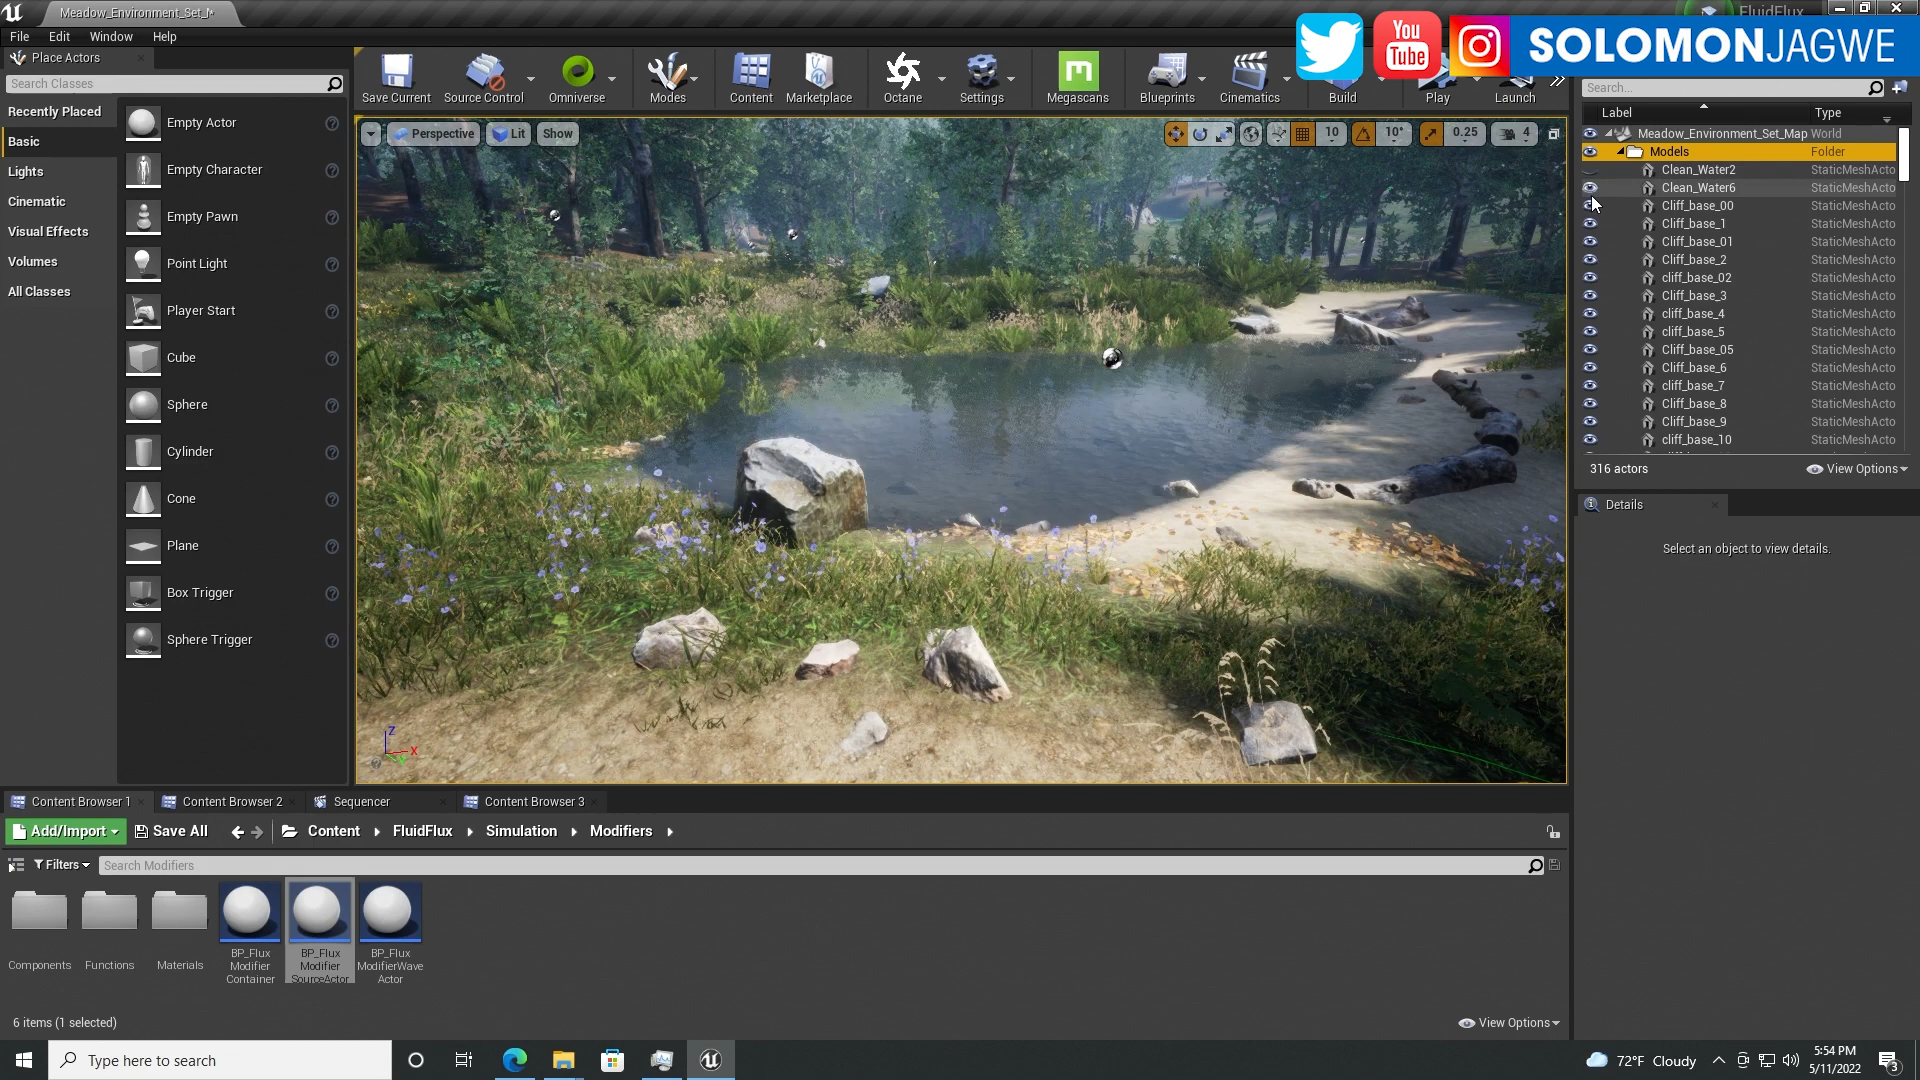 Meadow_Environment_Set_M
FluidFlux
File Edit Window Help
You
Tube
SOLOMONJAGWE
Place Actors
Search Classes
Recently Placed
Basic
Lights
Cinematic
Visual Effects
Volumes
All Classes
Empty Actor
Empty Character
Empty Pawn
Point Light
Player Start
Cube
Sphere
Cylinder
Cone
Plane
Box Trigger
Sphere Trigger
Save Current
Source Control
Omniverse
Modes
Content
Marketplace
Octane
Settings
Megascans
Blueprints
Cinematics
Build
Play
Launch
Perspective
Lit
Show
10
10°
0.25
4
Z
X
Y
Search...
Label Type
Meadow_Environment_Set_Map World
Models Folder
Clean_Water2 StaticMeshActo
Clean_Water6 StaticMeshActo
Cliff_base_00 StaticMeshActo
Cliff_base_1 StaticMeshActo
Cliff_base_01 StaticMeshActo
Cliff_base_2 StaticMeshActo
cliff_base_02 StaticMeshActo
Cliff_base_3 StaticMeshActo
cliff_base_4 StaticMeshActo
cliff_base_5 StaticMeshActo
Cliff_base_05 StaticMeshActo
Cliff_base_6 StaticMeshActo
cliff_base_7 StaticMeshActo
Cliff_base_8 StaticMeshActo
Cliff_base_9 StaticMeshActo
cliff_base_10 StaticMeshActo
316 actors
View Options
Details
Select an object to view details.
Content Browser 1
Content Browser 2
Sequencer
Content Browser 3
Add/Import
Save All
Content
FluidFlux
Simulation
Modifiers
Filters
Search Modifiers
Components
Functions
Materials
BP_Flux
Modifier
Container
BP_Flux
Modifier
SourceActor
BP_Flux
ModifierWave
Actor
6 items (1 selected)
View Options
Type here to search
72°F Cloudy
5:54 PM
5/11/2022
3